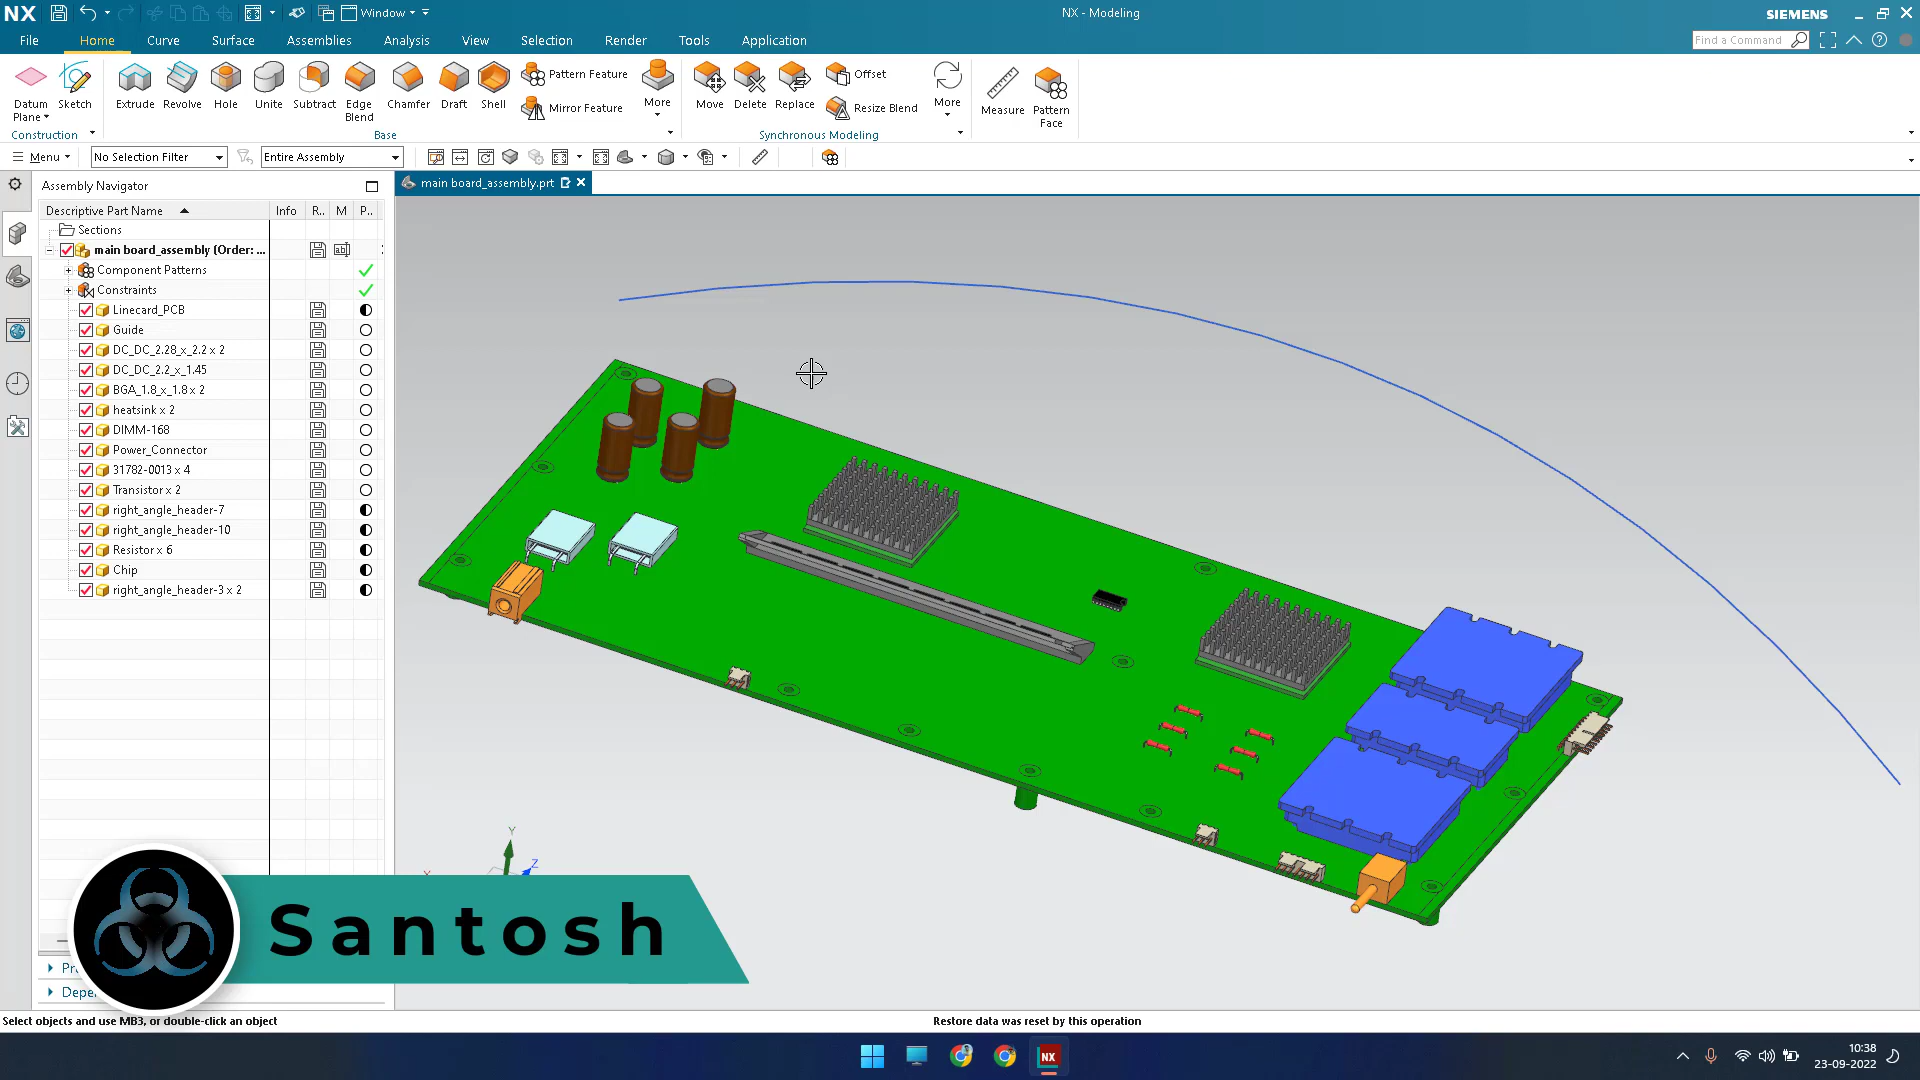 NX
Window
NX - Modeling
SIEMENS
File
Home
Curve
Surface
Assemblies
Analysis
View
Selection
Render
Tools
Application
Find a Command
Datum Plane
Sketch
Extrude
Revolve
Hole
Unite
Subtract
Edge Blend
Chamfer
Draft
Shell
Pattern Feature
Mirror Feature
More
Move
Delete
Replace
Offset
Resize Blend
More
Measure
Pattern Face
Construction
Base
Synchronous Modeling
Menu
No Selection Filter
Entire Assembly
Assembly Navigator
main board_assembly.prt
Descriptive Part Name
Info
R..
M
P..
Sections
main board_assembly (Order: ...
Component Patterns
Constraints
Linecard_PCB
Guide
DC_DC_2.28_x_2.2 x 2
DC_DC_2.2_x_1.45
BGA_1.8_x_1.8 x 2
heatsink x 2
DIMM-168
Power_Connector
31782-0013 x 4
Transistor x 2
right_angle_header-7
right_angle_header-10
Resistor x 6
Chip
right_angle_header-3 x 2
Y
Z
X
Santosh
Select objects and use MB3, or double-click an object
Restore data was reset by this operation
NX
10:38
23-09-2022